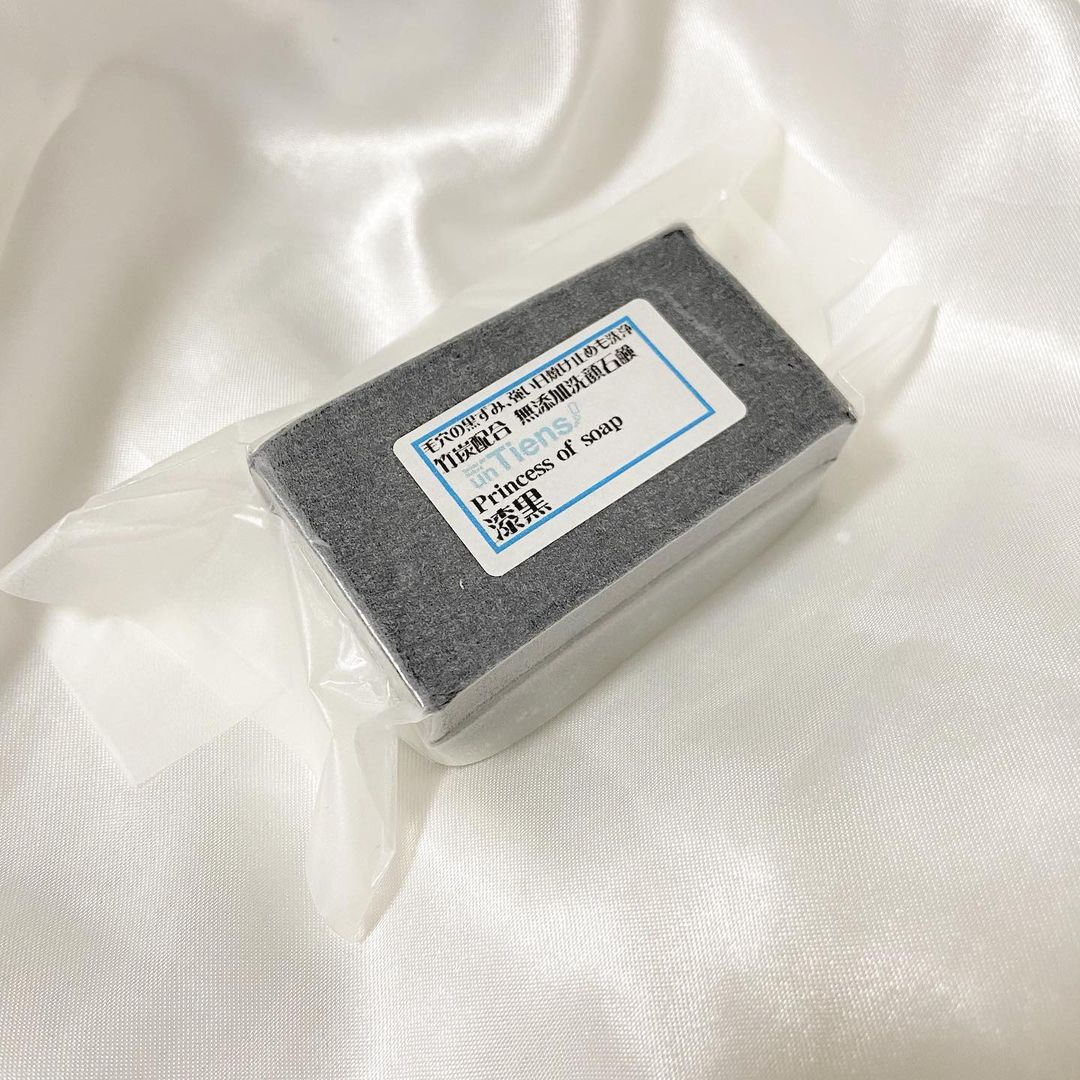 毛穴の黒ずみ、強い日焼け止めも洗浄
竹炭配合 無添加洗顔石鹸
unTiens!
Princess of soap
漆黒